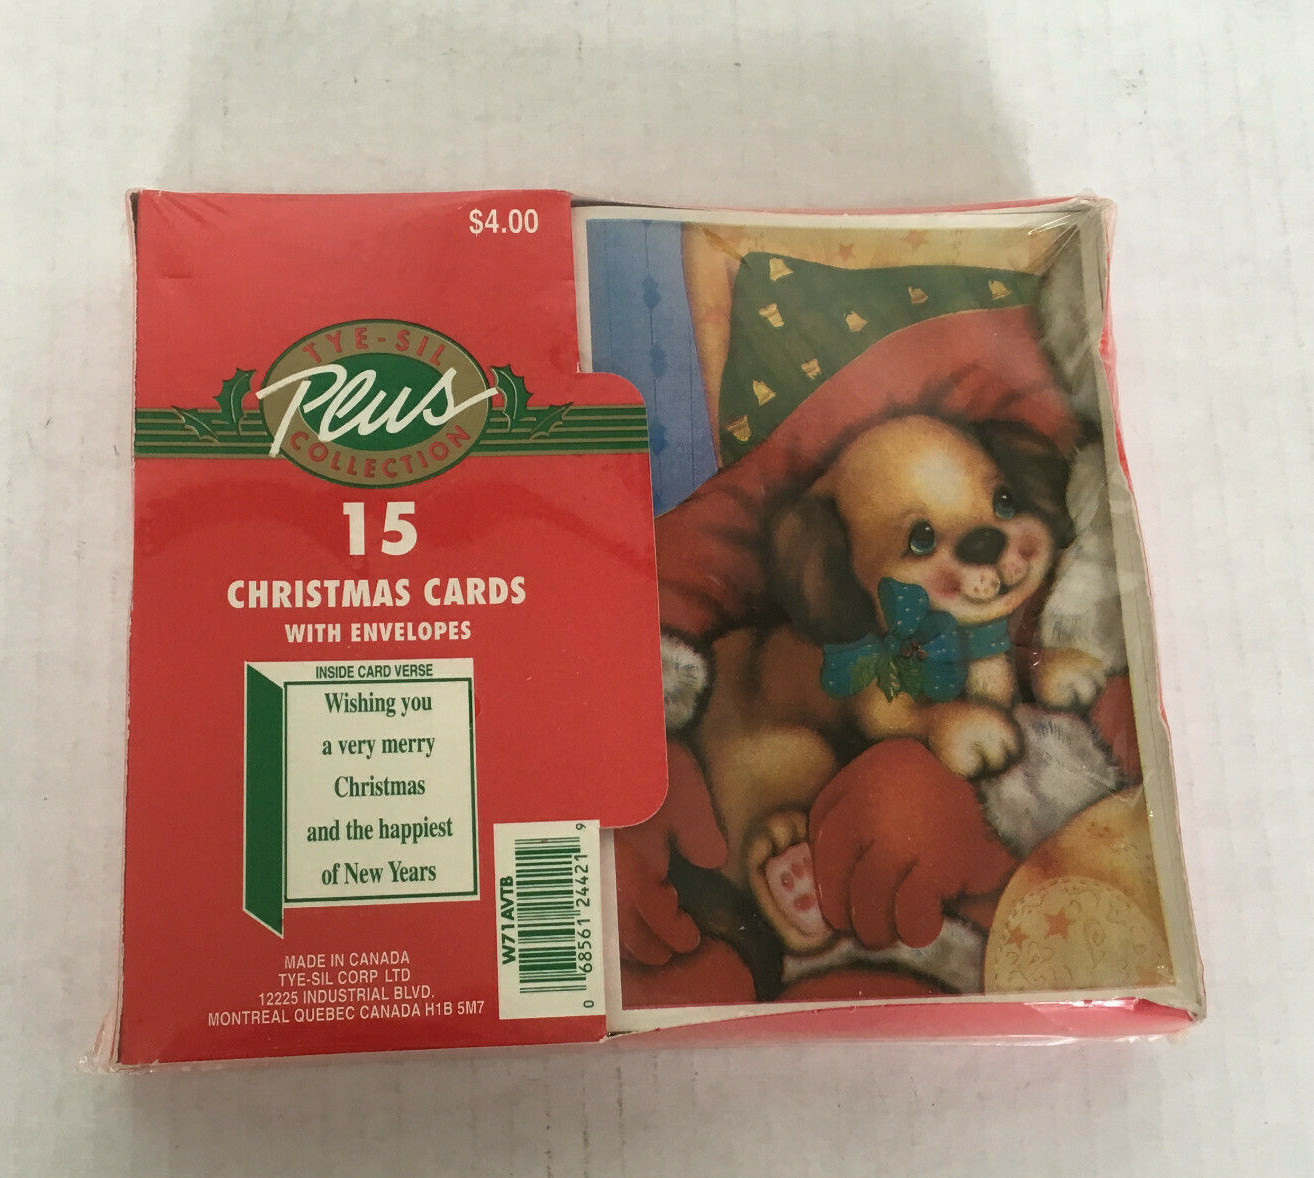 $4.00
TYE-SIL
Plus
COLLECTION
15
CHRISTMAS CARDS
WITH ENVELOPES
INSIDE CARD VERSE
Wishing you
a very merry
Christmas
and the happiest
of New Years
MADE IN CANADA
TYE-SIL CORP LTD
12225 INDUSTRIAL BLVD.
MONTREAL QUEBEC CANADA H1B 5M7
W71AVTB
0 68561 24421 9